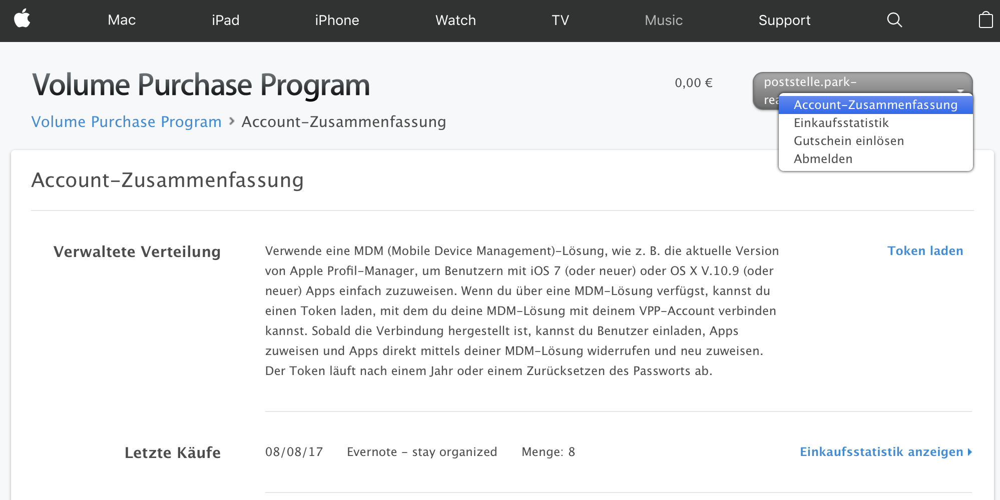 Mac iPad iPhone Watch TV Music Support
Volume Purchase Program
0,00 €
poststelle.park-
Volume Purchase Program › Account-Zusammenfassung
Account-Zusammenfassung
Einkaufsstatistik
Gutschein einlösen
Abmelden
Account-Zusammenfassung
Verwaltete Verteilung
Verwende eine MDM (Mobile Device Management)-Lösung, wie z. B. die aktuelle Version
von Apple Profil-Manager, um Benutzern mit iOS 7 (oder neuer) oder OS X V.10.9 (oder
neuer) Apps einfach zuzuweisen. Wenn du über eine MDM-Lösung verfügst, kannst du
einen Token laden, mit dem du deine MDM-Lösung mit deinem VPP-Account verbinden
kannst. Sobald die Verbindung hergestellt ist, kannst du Benutzer einladen, Apps
zuweisen und Apps direkt mittels deiner MDM-Lösung widerrufen und neu zuweisen.
Der Token läuft nach einem Jahr oder einem Zurücksetzen des Passworts ab.
Token laden
Letzte Käufe
08/08/17 Evernote - stay organized Menge: 8
Einkaufsstatistik anzeigen